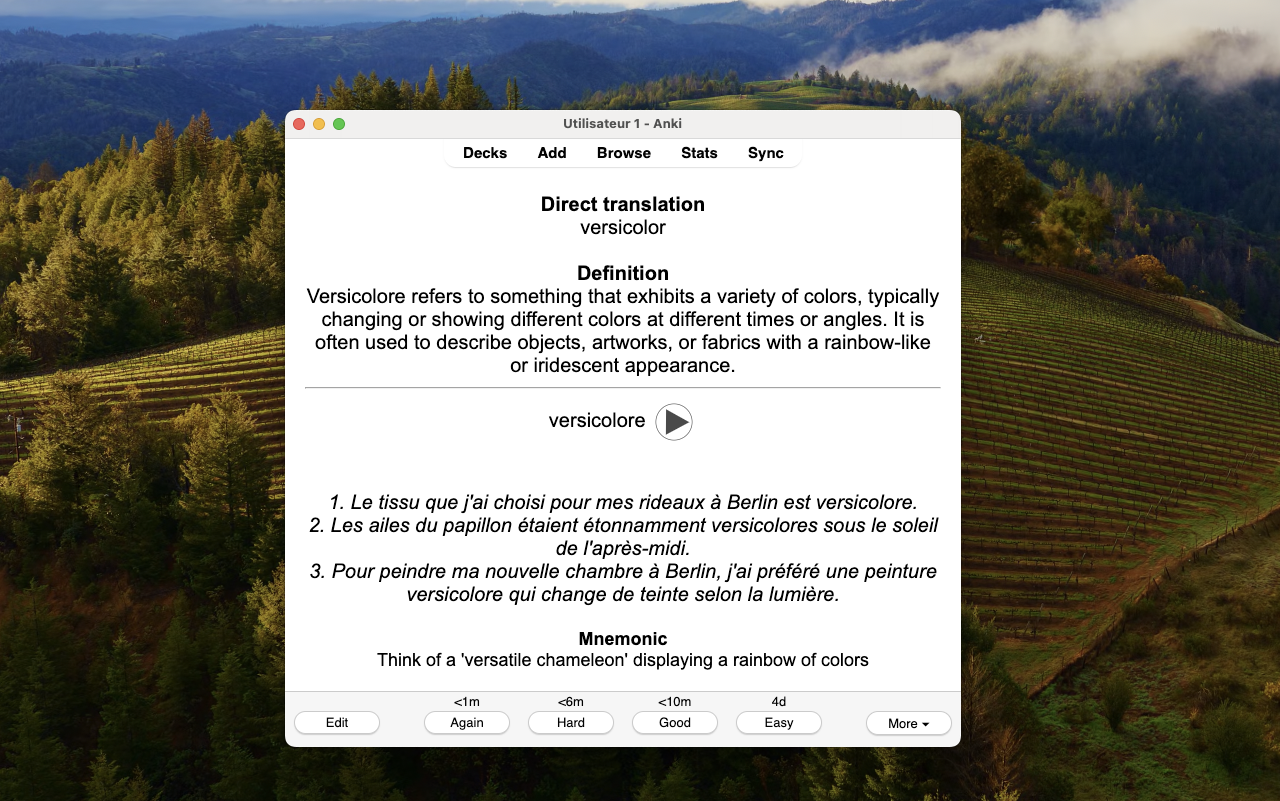 Utilisateur 1 - Anki
Decks Add Browse Stats Sync
Direct translation
versicolor
Definition
Versicolore refers to something that exhibits a variety of colors, typically
changing or showing different colors at different times or angles. It is
often used to describe objects, artworks, or fabrics with a rainbow-like
or iridescent appearance.
versicolore
1. Le tissu que j'ai choisi pour mes rideaux à Berlin est versicolore.
2. Les ailes du papillon étaient étonnamment versicolores sous le soleil
de l'après-midi.
3. Pour peindre ma nouvelle chambre à Berlin, j'ai préféré une peinture
versicolore qui change de teinte selon la lumière.
Mnemonic
Think of a 'versatile chameleon' displaying a rainbow of colors
<1m <6m <10m 4d
Edit Again Hard Good Easy More